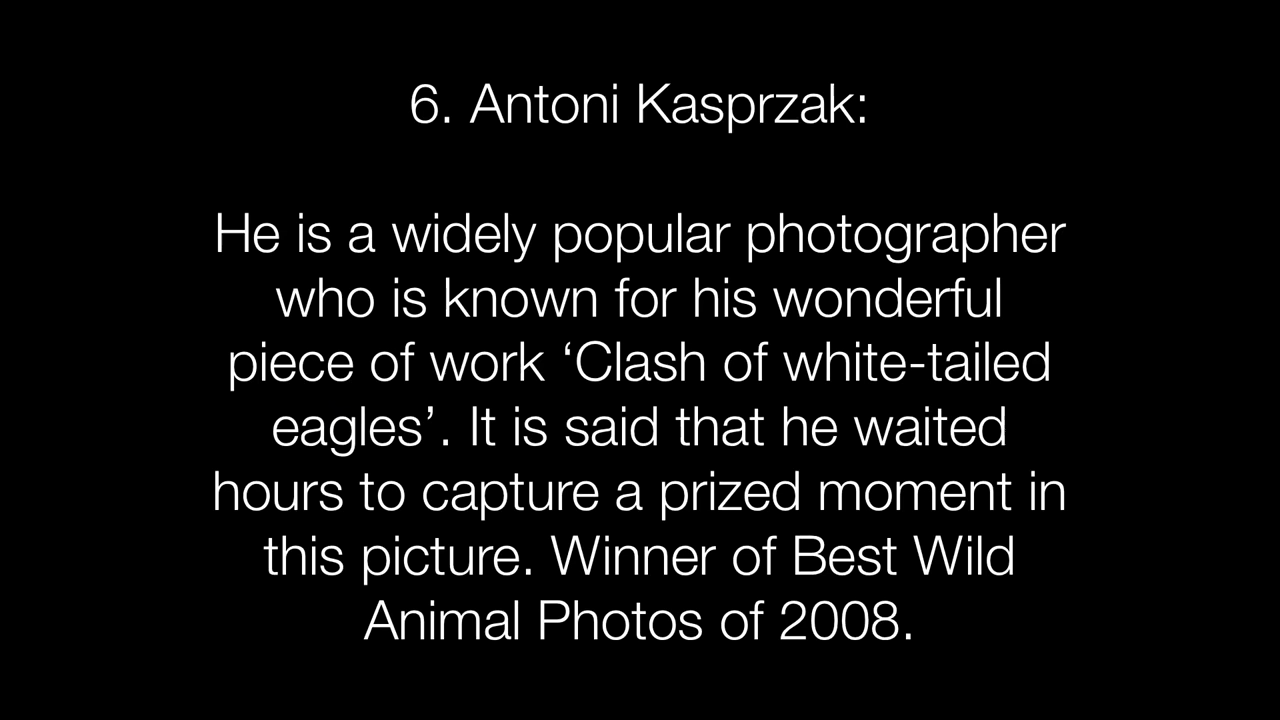 6. Antoni Kasprzak:
He is a widely popular photographer
who is known for his wonderful
piece of work ‘Clash of white-tailed
eagles’. It is said that he waited
hours to capture a prized moment in
this picture. Winner of Best Wild
Animal Photos of 2008.